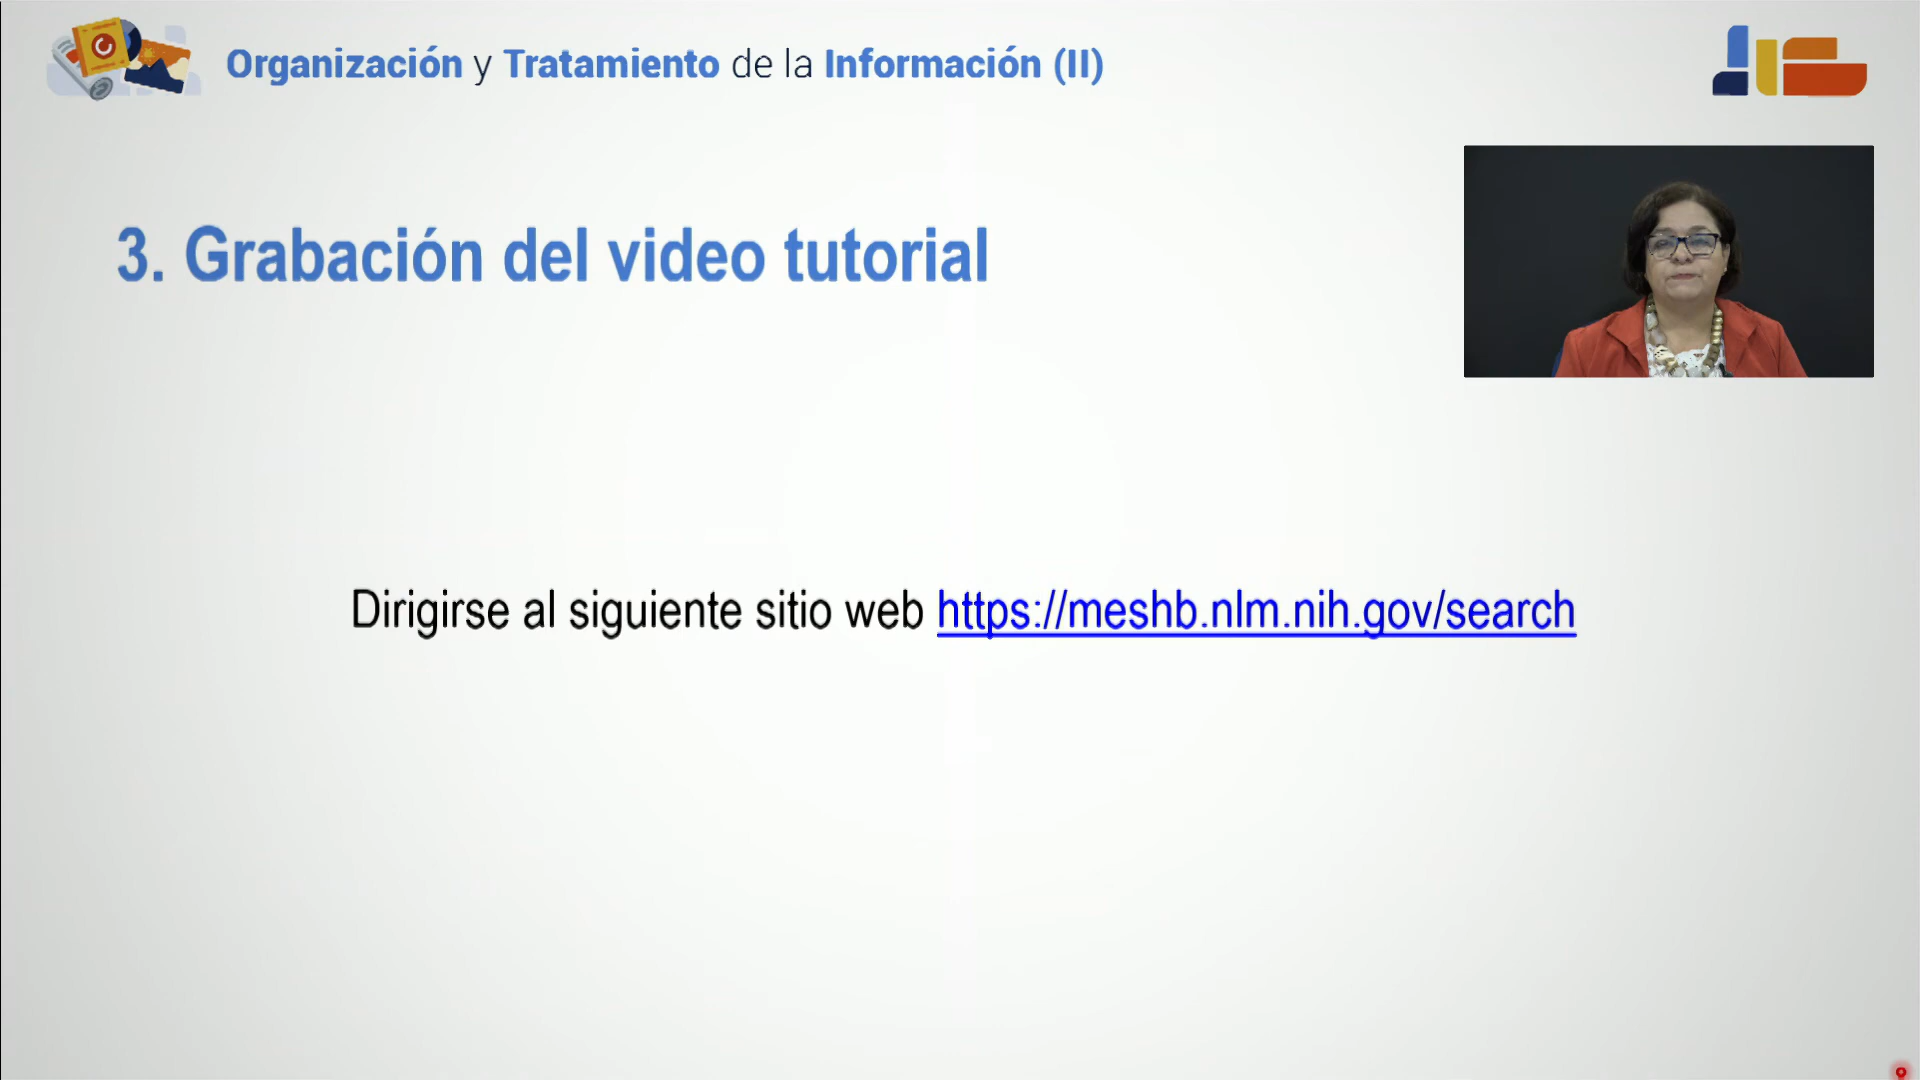 Organización y Tratamiento de la Información (II)
3. Grabación del video tutorial
Dirigirse al siguiente sitio web https://meshb.nlm.nih.gov/search